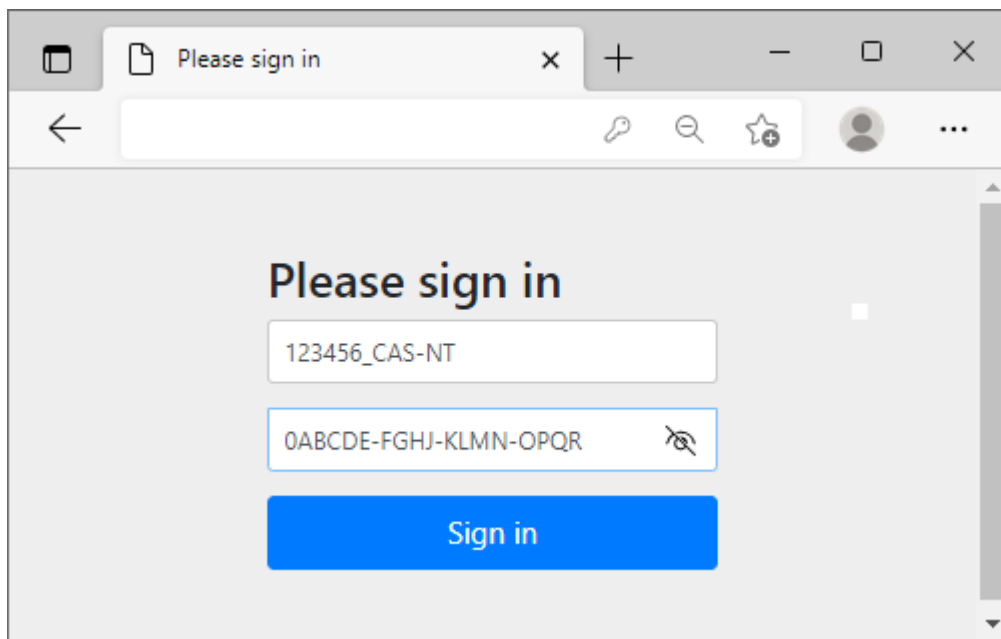 Please sign in
Please sign in
123456_CAS-NT
0ABCDE-FGHJ-KLMN-OPQR
Sign in